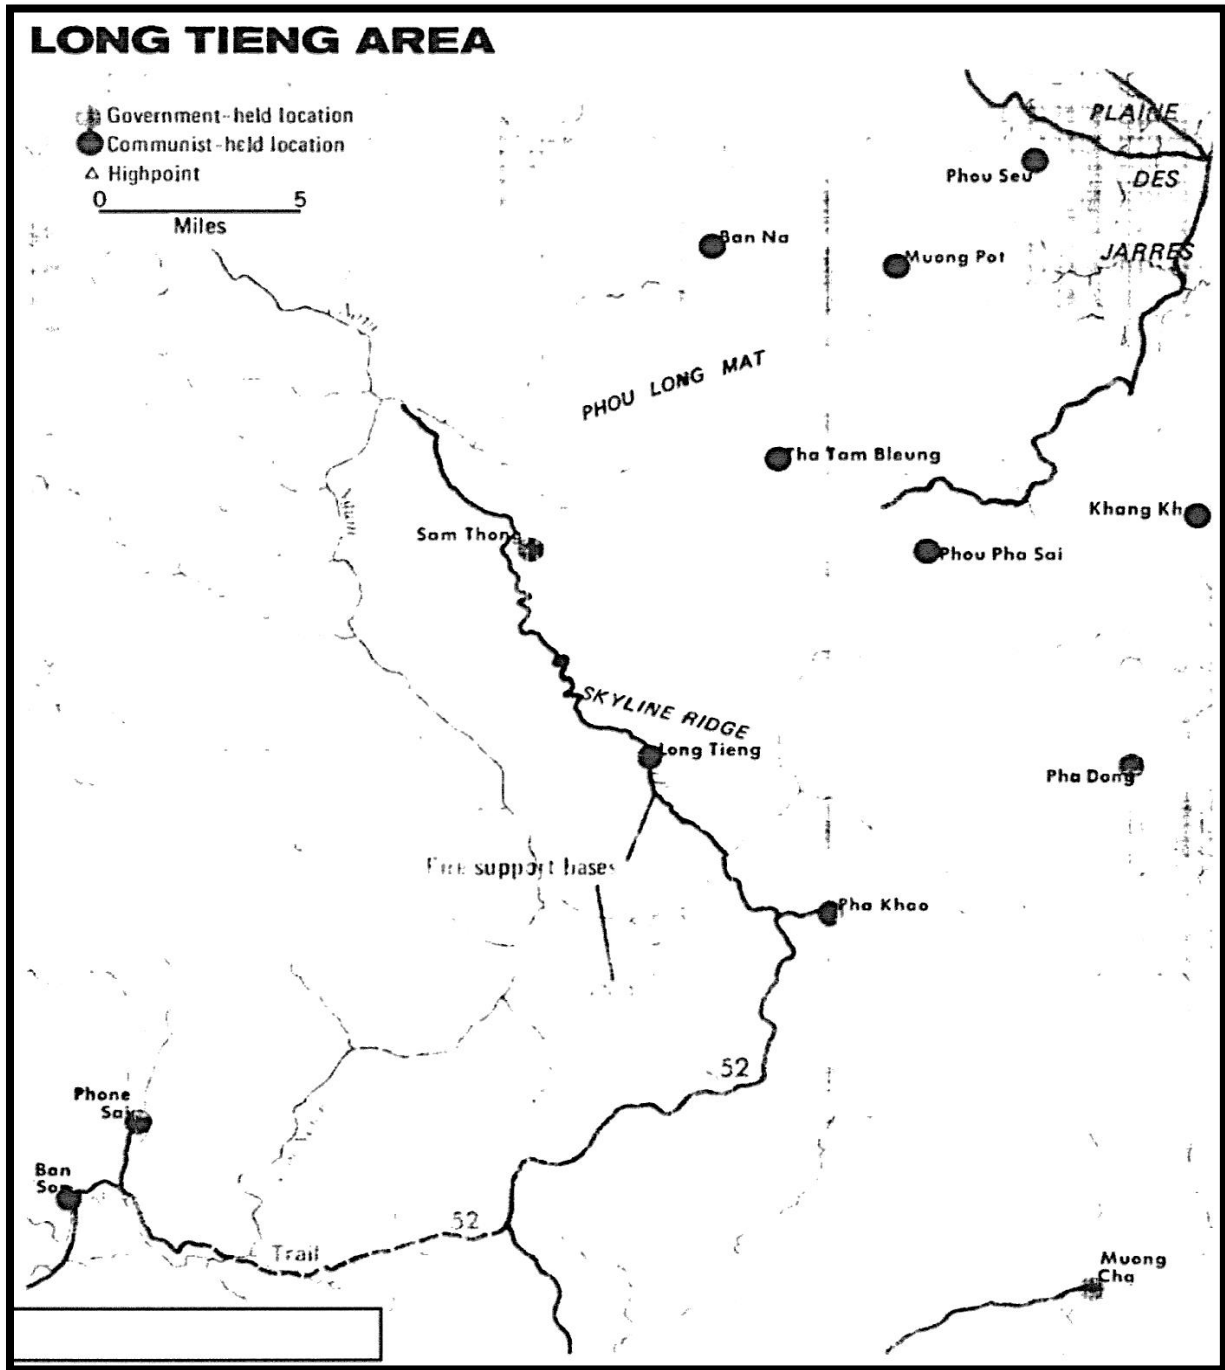 LONG TIENG AREA
Government-held location
Communist-held location
Highpoint
0 5
Miles
PLAINE
DES
JARRES
Phou Seu
Ban Na
Muong Pot
PHOU LONG MAT
Tha Tam Bleung
Khang Kh
Sam Thong
Phou Pha Sai
SKYLINE RIDGE
Long Tieng
Pha Dong
Fire support bases
Pha Khao
52
Phone
Sai
Ban
Son
52
Trail
Muong
Cha